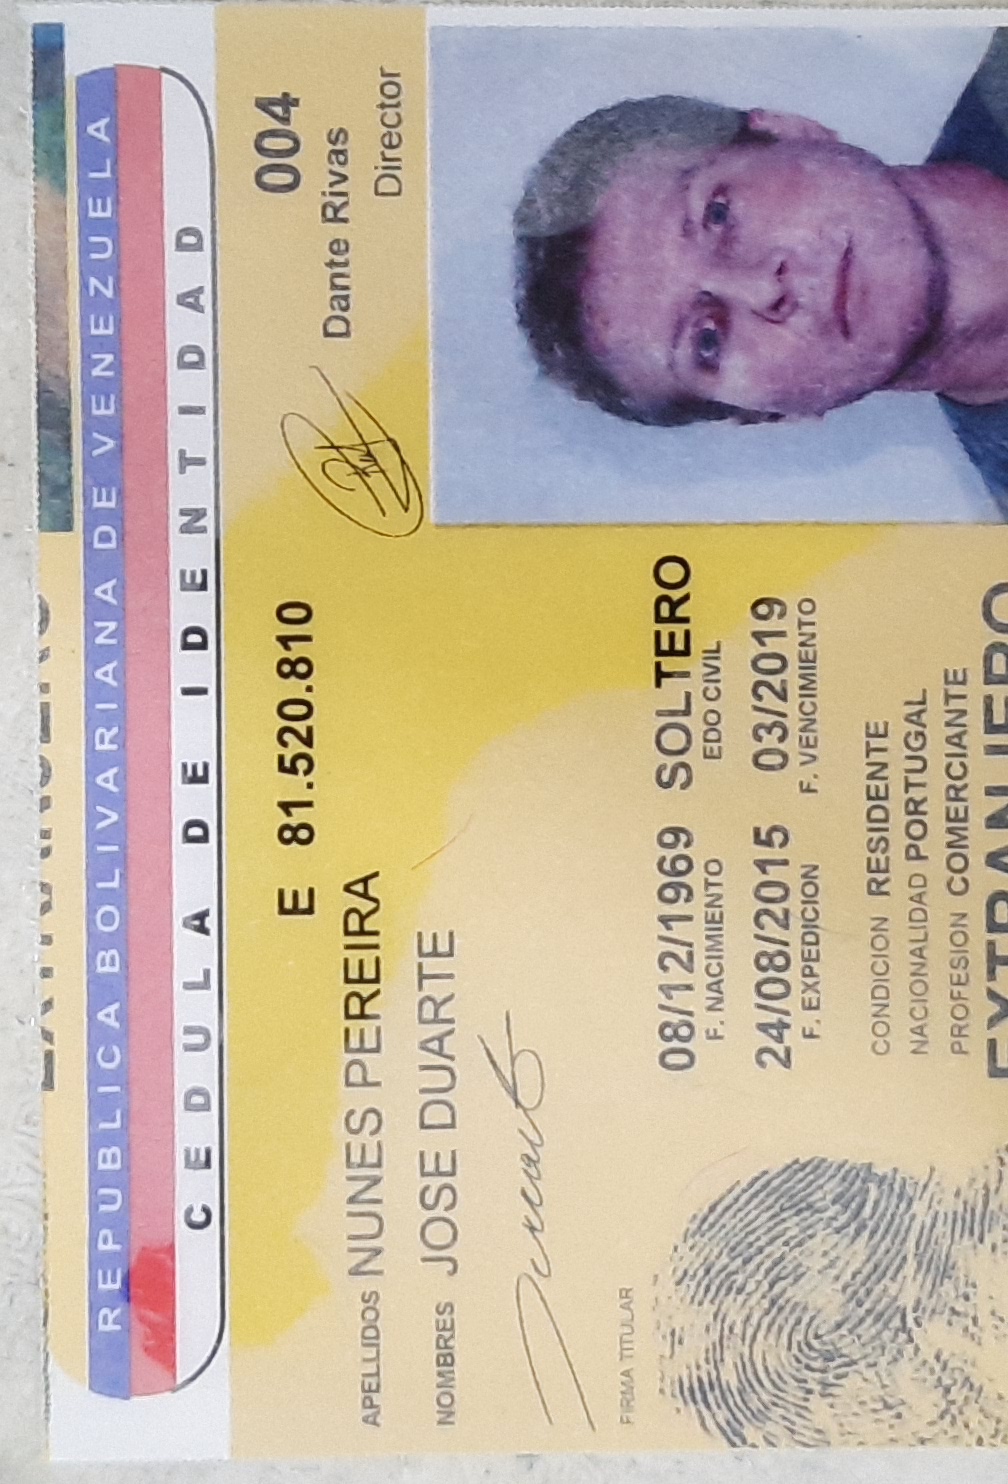 EXTRANJERO
REPUBLICA BOLIVARIANA DE VENEZUELA
CEDULA DE IDENTIDAD
E 81.520.810
004
Dante Rivas
Director
APELLIDOS NUNES PEREIRA
NOMBRES JOSE DUARTE
FIRMA TITULAR
08/12/1969 SOLTERO
F. NACIMIENTO EDO CIVIL
24/08/2015 03/2019
F. EXPEDICION F. VENCIMIENTO
CONDICION RESIDENTE
NACIONALIDAD PORTUGAL
PROFESION COMERCIANTE
EXTRANJERO